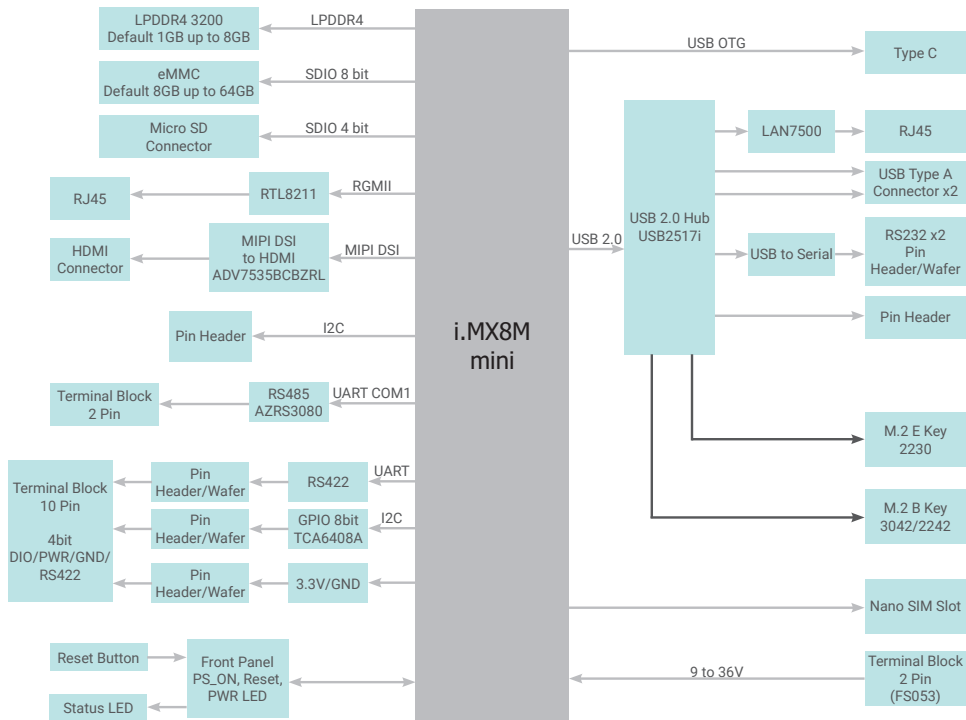 LPDDR4 3200
Default 1GB up to 8GB
LPDDR4
eMMC
Default 8GB up to 64GB
SDIO 8 bit
Micro SD
Connector
SDIO 4 bit
RJ45
RTL8211
RGMII
HDMI
Connector
MIPI DSI
to HDMI
ADV7535BCBZRL
MIPI DSI
Pin Header
I2C
Terminal Block
2 Pin
RS485
AZRS3080
UART COM1
Terminal Block
10 Pin
4bit
DIO/PWR/GND/
RS422
Pin
Header/Wafer
RS422
UART
Pin
Header/Wafer
GPIO 8bit
TCA6408A
I2C
Pin
Header/Wafer
3.3V/GND
Reset Button
Status LED
Front Panel
PS_ON, Reset,
PWR LED
i.MX8M
mini
USB OTG
Type C
USB 2.0
USB 2.0 Hub
USB2517i
LAN7500
RJ45
USB Type A
Connector x2
USB to Serial
RS232 x2
Pin
Header/Wafer
Pin Header
M.2 E Key
2230
M.2 B Key
3042/2242
Nano SIM Slot
9 to 36V
Terminal Block
2 Pin
(FS053)